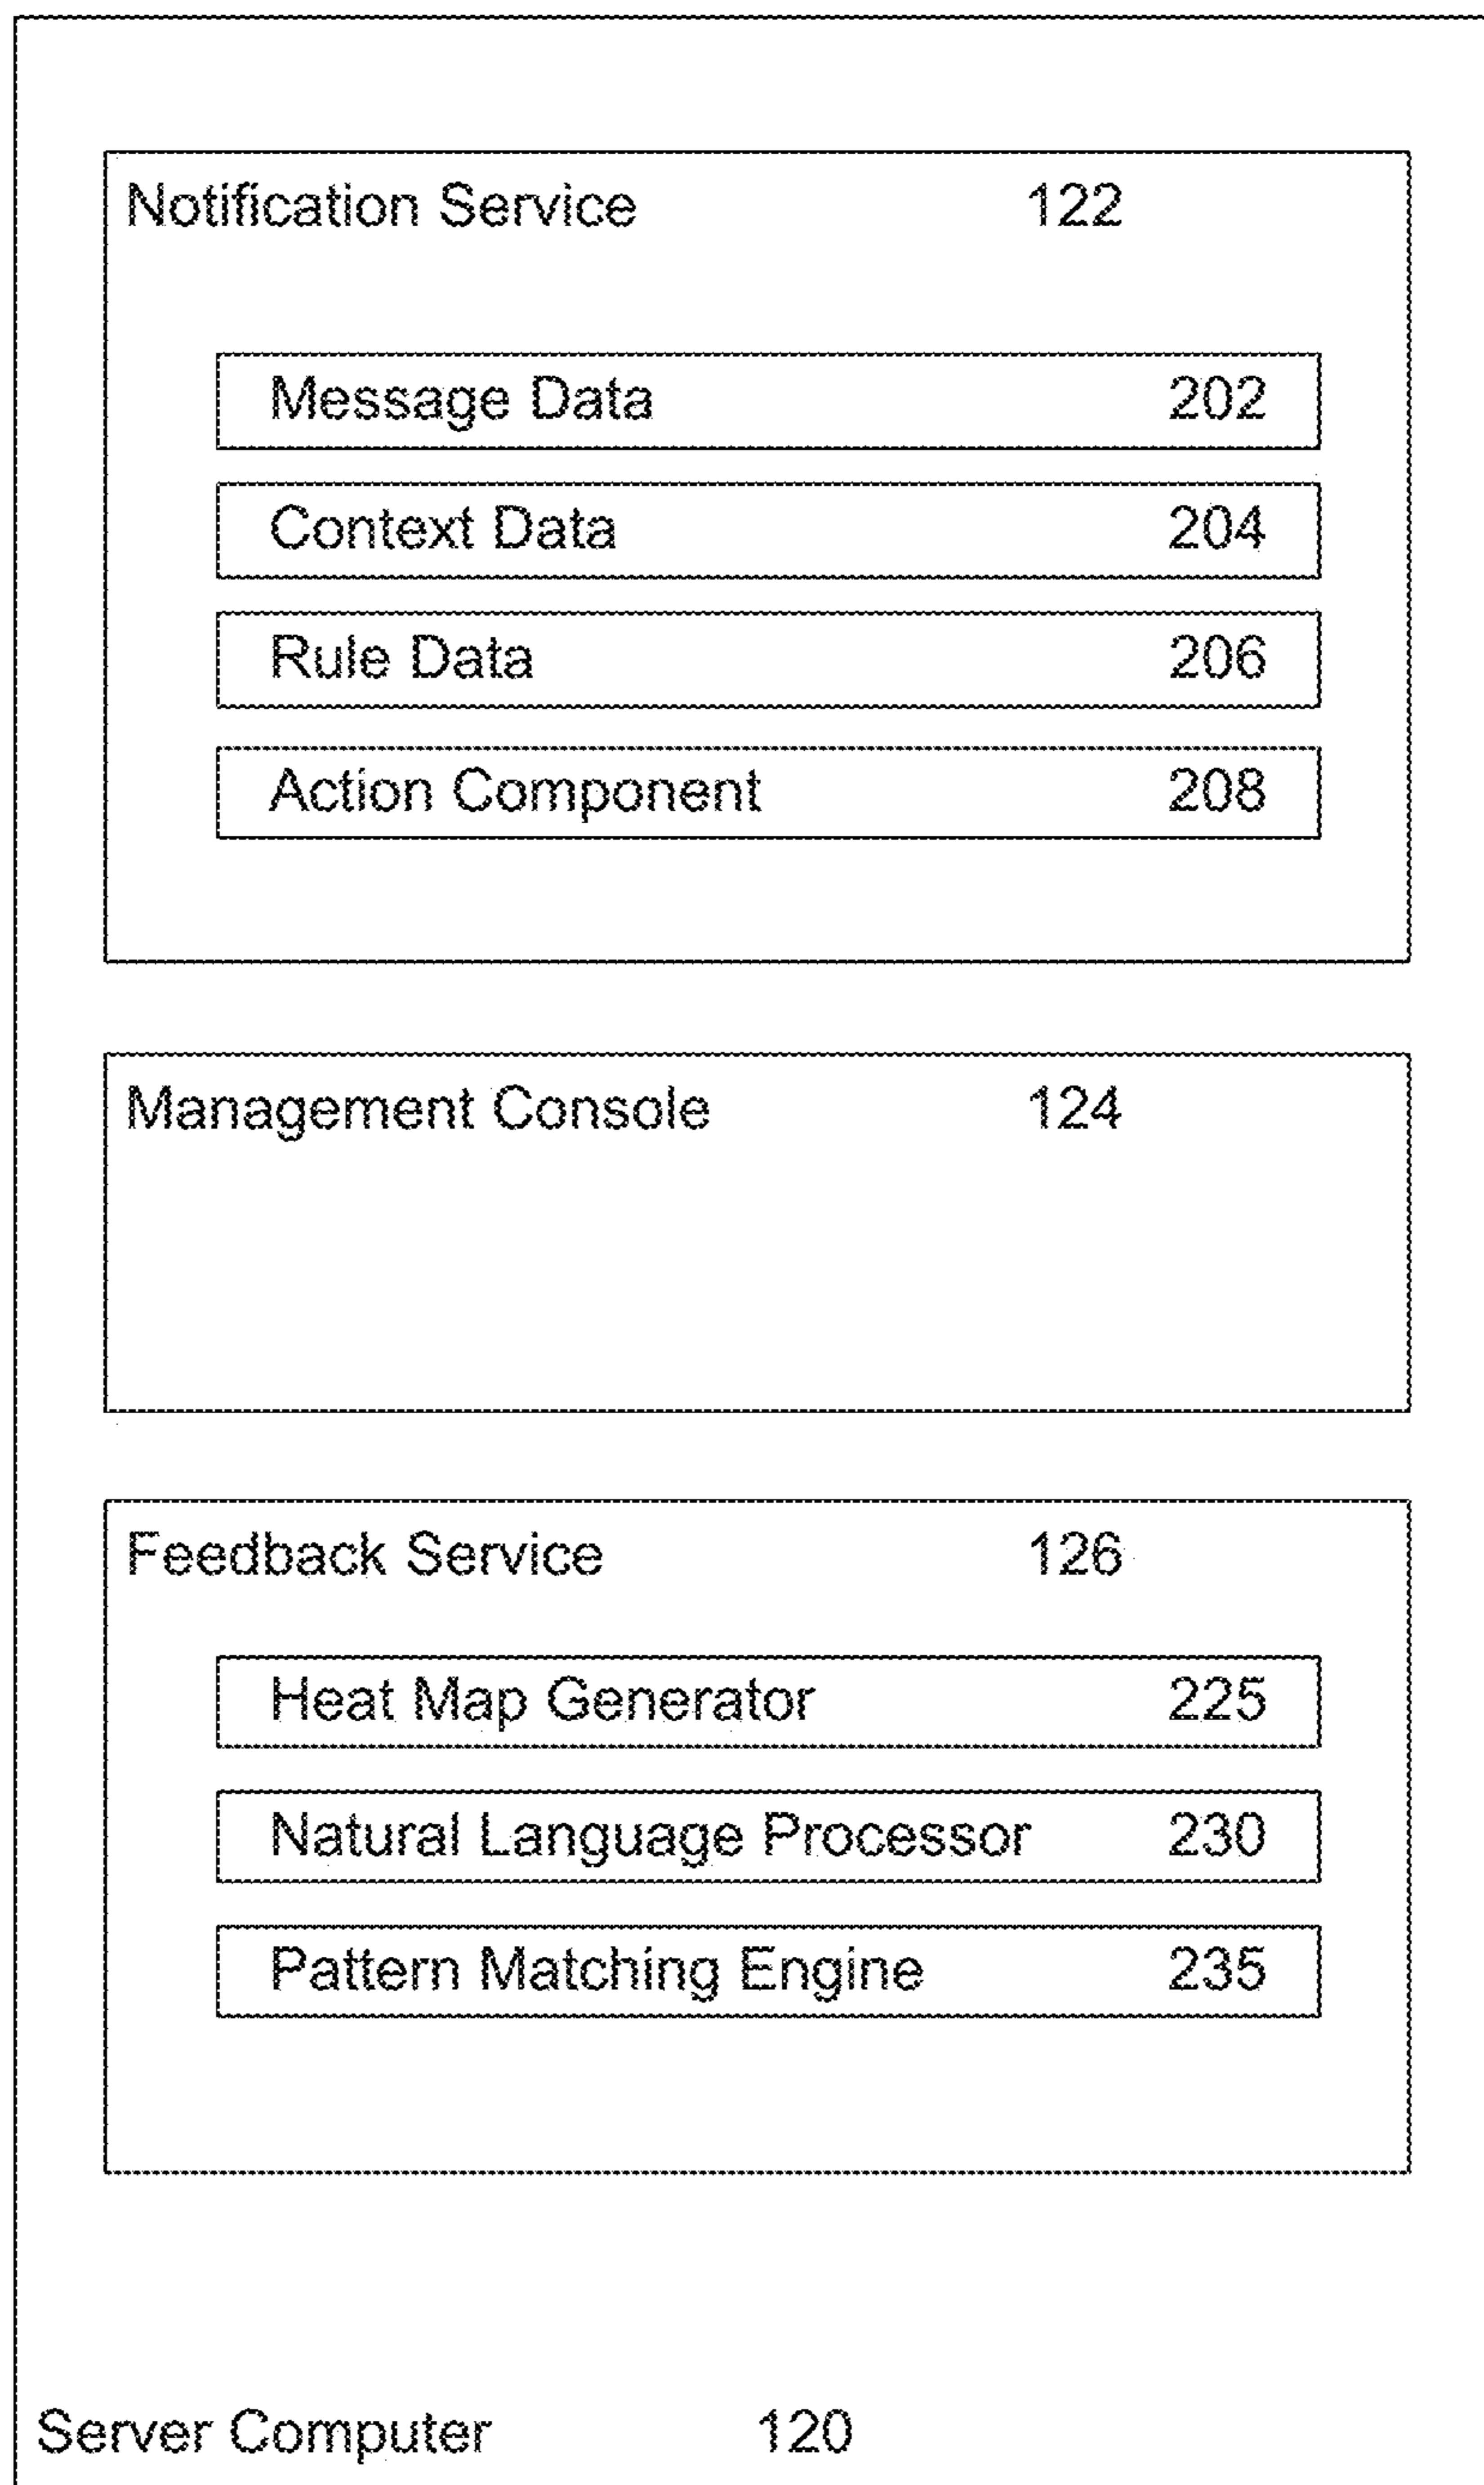 Notification Service 122
Message Data 202
Context Data 204
Rule Data 206
Action Component 208
Management Console 124
Feedback Service 126
Heat Map Generator 225
Natural Language Processor 230
Pattern Matching Engine 235
Server Computer 120